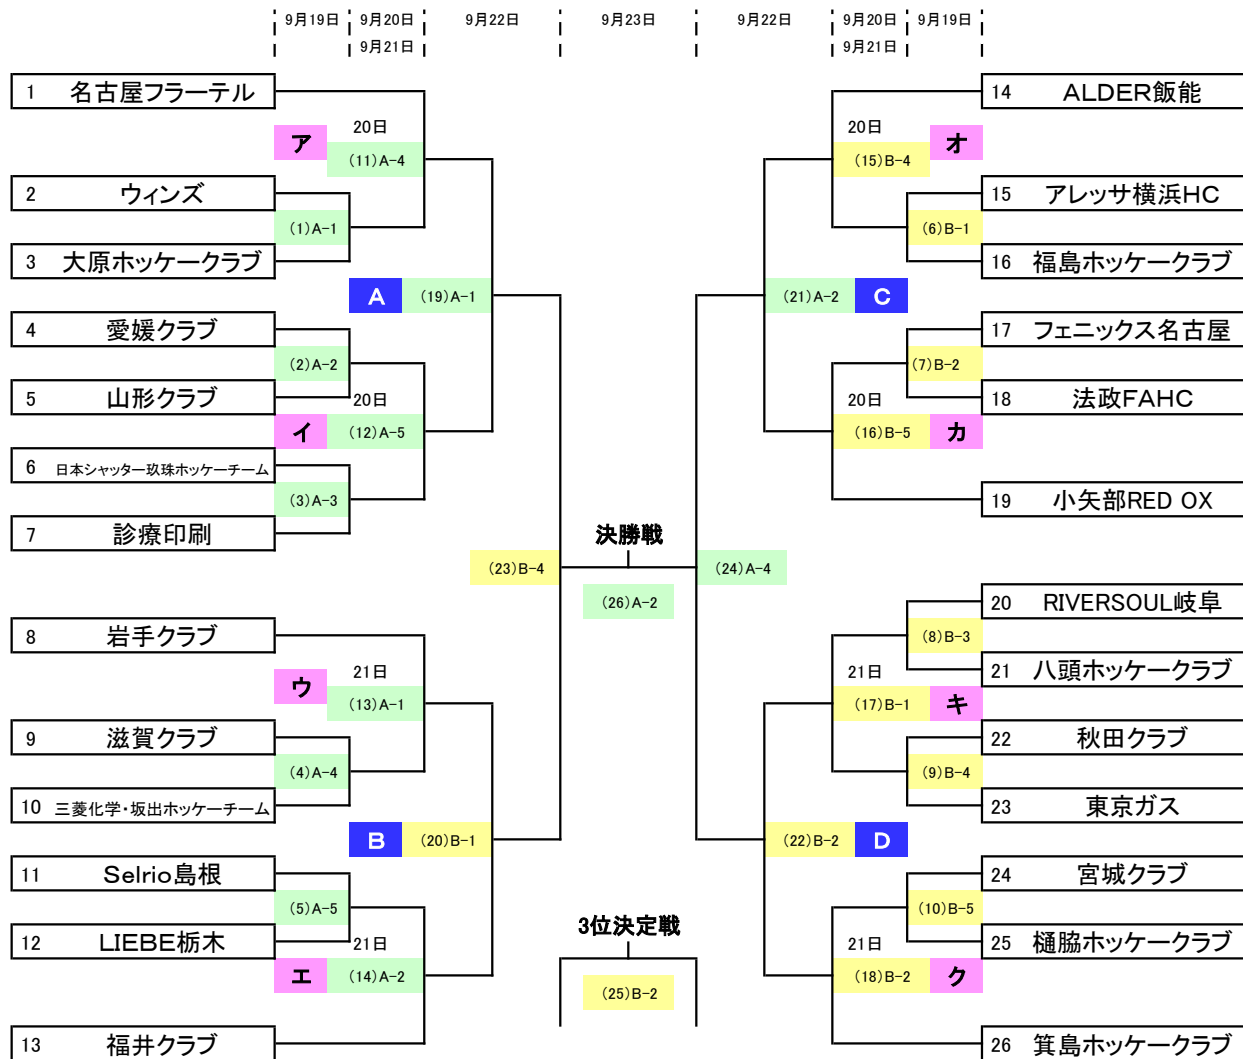 9月19日 9月20日 9月22日 9月23日 9月22日 9月20日 9月19日
9月21日 9月21日
1 名古屋フラーテル
ア
20日
(11)A-4
2 ウィンズ
(1)A-1
3 大原ホッケークラブ
A
(19)A-1
4 愛媛クラブ
(2)A-2
5 山形クラブ
イ
20日
(12)A-5
6 日本シャッター玖珠ホッケーチーム
(3)A-3
7 診療印刷
(23)B-4
8 岩手クラブ
ウ
21日
(13)A-1
9 滋賀クラブ
(4)A-4
10 三菱化学・坂出ホッケーチーム
B
(20)B-1
11 Selrio島根
(5)A-5
12 LIEBE栃木
エ
21日
(14)A-2
13 福井クラブ
決勝戦
(26)A-2
3位決定戦
(25)B-2
14 ALDER飯能
20日
(15)B-4
オ
15 アレッサ横浜HC
(6)B-1
16 福島ホッケークラブ
(21)A-2
C
17 フェニックス名古屋
(7)B-2
18 法政FAHC
20日
(16)B-5
カ
19 小矢部RED OX
(24)A-4
20 RIVERSOUL岐阜
(8)B-3
21 八頭ホッケークラブ
21日
(17)B-1
キ
22 秋田クラブ
(9)B-4
23 東京ガス
(22)B-2
D
24 宮城クラブ
(10)B-5
25 樋脇ホッケークラブ
21日
(18)B-2
ク
26 箕島ホッケークラブ